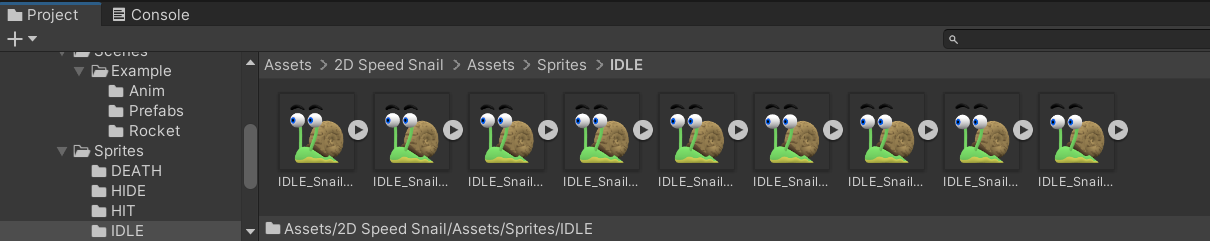 Project
Console
Scenes
Example
Anim
Prefabs
Rocket
Sprites
DEATH
HIDE
HIT
IDLE
Assets > 2D Speed Snail > Assets > Sprites > IDLE
IDLE_Snail... IDLE_Snail... IDLE_Snail... IDLE_Snail... IDLE_Snail... IDLE_Snail... IDLE_Snail... IDLE_Snail... IDLE_Snail...
Assets/2D Speed Snail/Assets/Sprites/IDLE